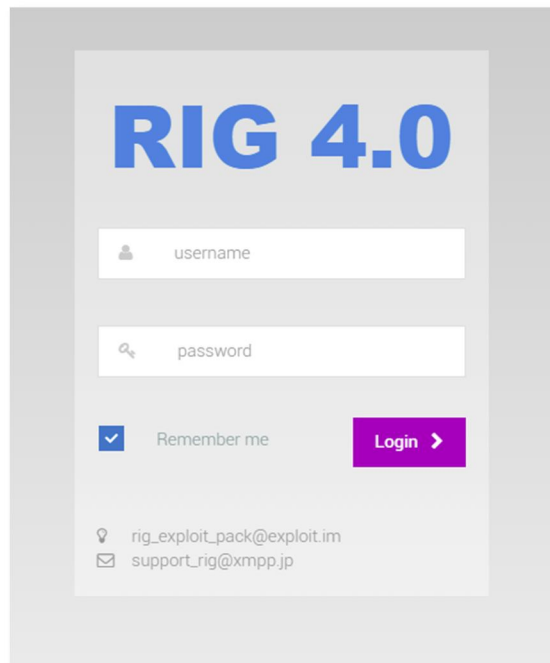 RIG 4.0
username
password
Remember me
Login
rig_exploit_pack@exploit.im
support_rig@xmpp.jp